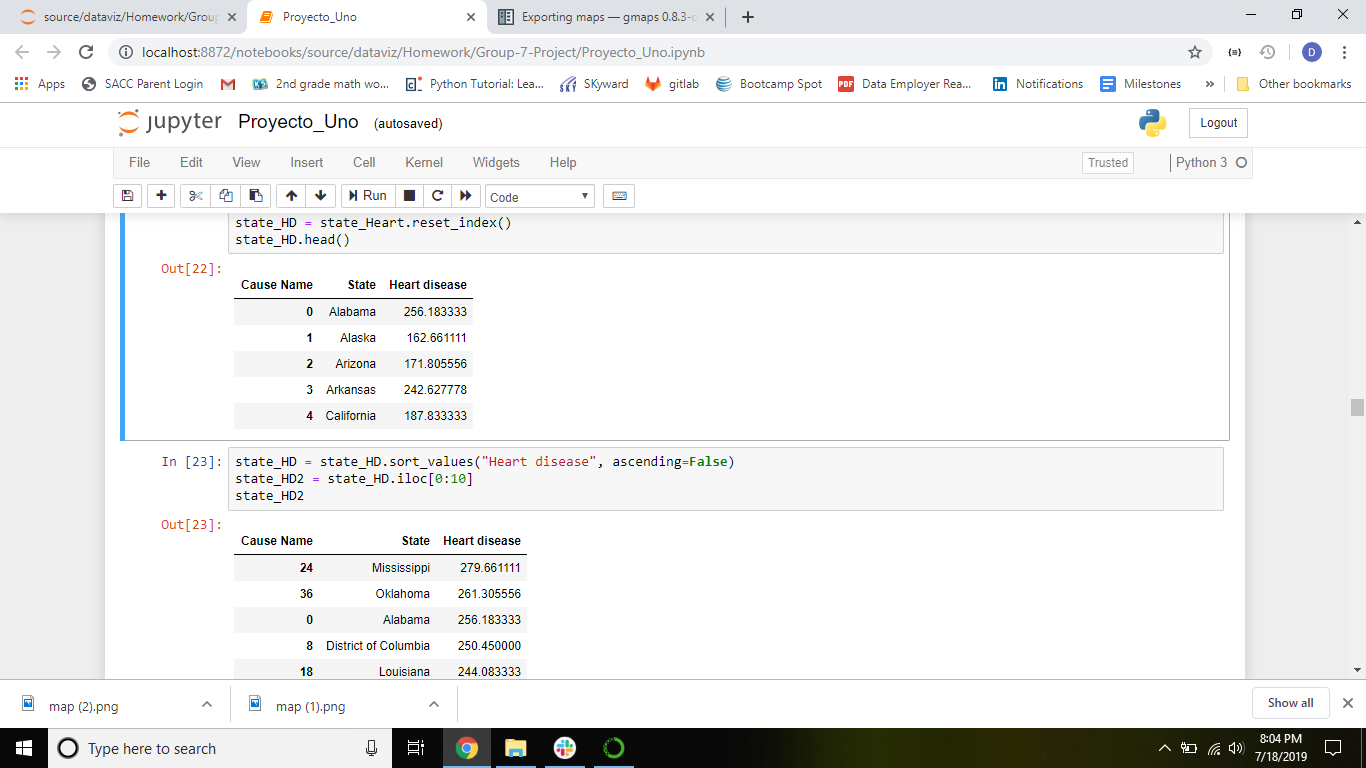 source/dataviz/Homework/Grou
Proyecto_Uno
Exporting maps — gmaps 0.8.3-d
localhost:8872/notebooks/source/dataviz/Homework/Group-7-Project/Proyecto_Uno.ipynb
D
Apps
SACC Parent Login
2nd grade math wo...
Python Tutorial: Lea...
SKyward
gitlab
Bootcamp Spot
PDF
Data Employer Rea...
in
Notifications
Milestones
»
Other bookmarks
jupyter
Proyecto_Uno (autosaved)
Logout
File Edit View Insert Cell Kernel Widgets Help
Trusted
Python 3
Run
Code
state_HD = state_Heart.reset_index()
state_HD.head()
Out[22]:
Cause Name State Heart disease
0 Alabama 256.183333
1 Alaska 162.661111
2 Arizona 171.805556
3 Arkansas 242.627778
4 California 187.833333
In [23]:
state_HD = state_HD.sort_values("Heart disease", ascending=False)
state_HD2 = state_HD.iloc[0:10]
state_HD2
Out[23]:
Cause Name State Heart disease
24 Mississippi 279.661111
36 Oklahoma 261.305556
0 Alabama 256.183333
8 District of Columbia 250.450000
18 Louisiana 244.083333
map (2).png
map (1).png
Show all
Type here to search
8:04 PM
7/18/2019